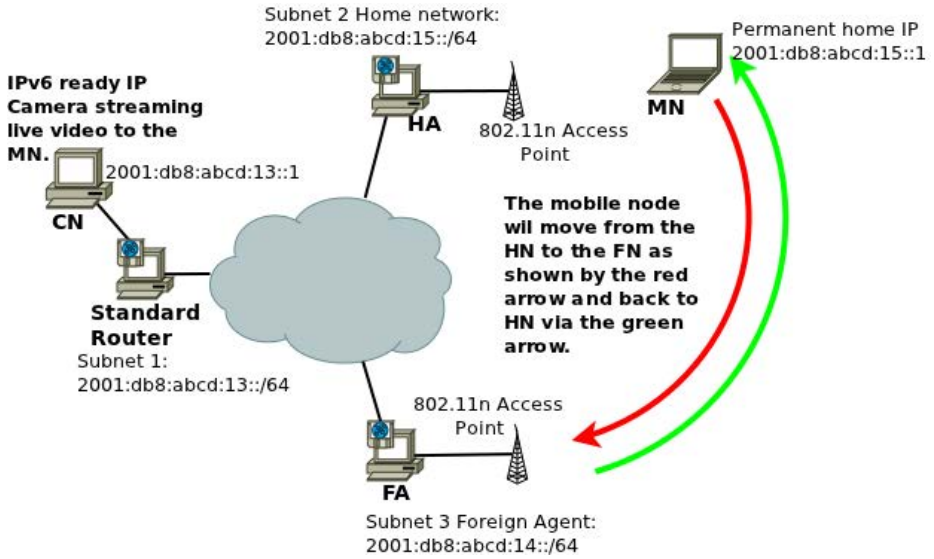 Subnet 2 Home network:
2001:db8:abcd:15::/64
Permanent home IP
2001:db8:abcd:15::1
IPv6 ready IP
Camera streaming
live video to the
MN.
HA
802.11n Access
Point
MN
2001:db8:abcd:13::1
CN
The mobile node
wil move from the
HN to the FN as
shown by the red
arrow and back to
HN via the green
arrow.
Standard
Router
Subnet 1:
2001:db8:abcd:13::/64
802.11n Access
Point
FA
Subnet 3 Foreign Agent:
2001:db8:abcd:14::/64